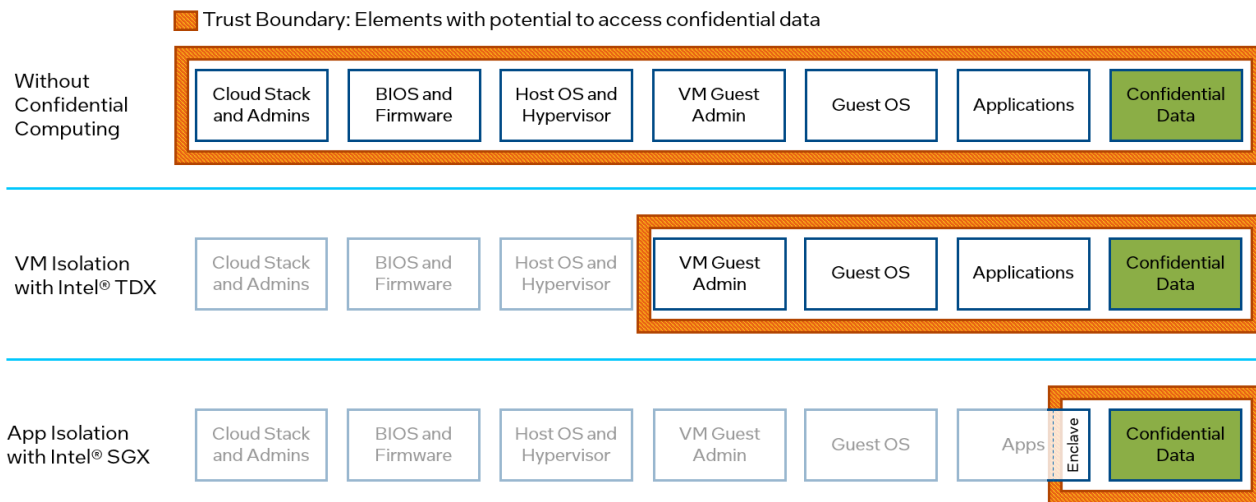 Trust Boundary: Elements with potential to access confidential data
Without
Confidential
Computing
Cloud Stack
and Admins
BIOS and
Firmware
Host OS and
Hypervisor
VM Guest
Admin
Guest OS
Applications
Confidential
Data
VM Isolation
with Intel® TDX
Cloud Stack
and Admins
BIOS and
Firmware
Host OS and
Hypervisor
VM Guest
Admin
Guest OS
Applications
Confidential
Data
App Isolation
with Intel® SGX
Cloud Stack
and Admins
BIOS and
Firmware
Host OS and
Hypervisor
VM Guest
Admin
Guest OS
Apps
Enclave
Confidential
Data